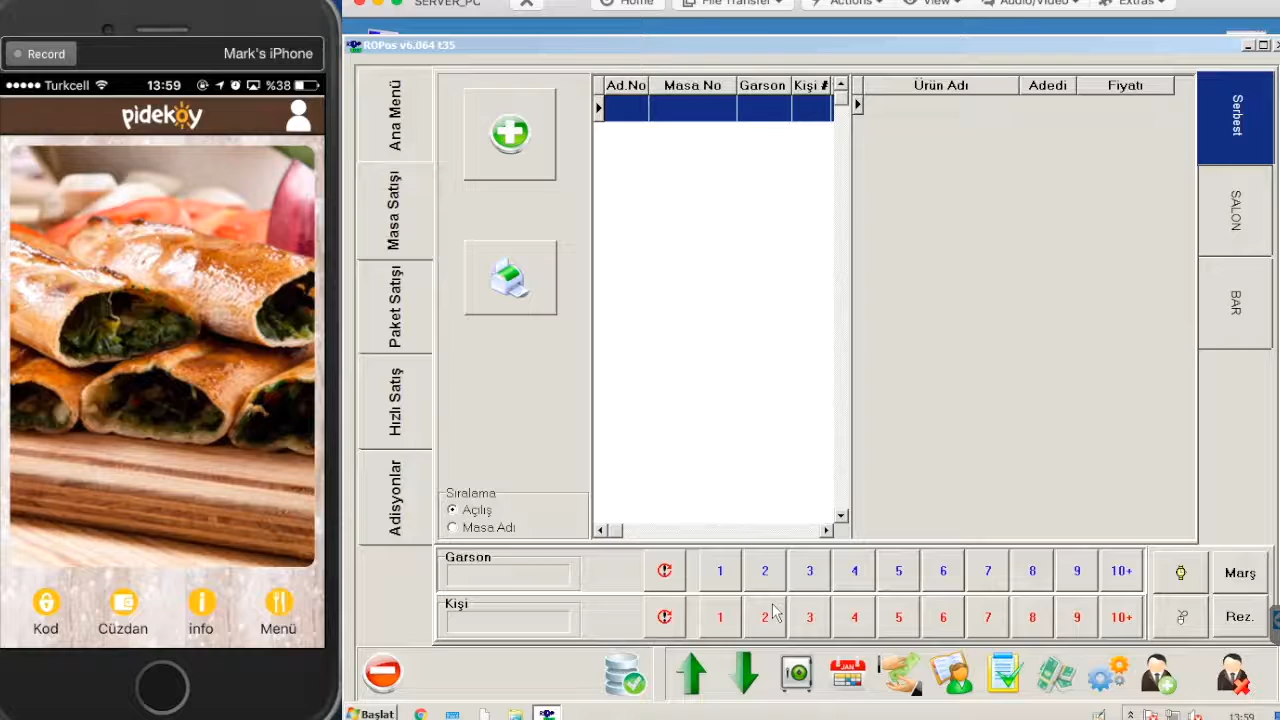 SERVER_PC
Home
File Transfer
Actions
View
Audio/Video
Extras
Record
Mark's iPhone
Turkcell
13:59
%38
pideköy
Kod
Cüzdan
info
Menü
ROPos v6.064 t35
Ana Menü
Masa Satışı
Paket Satışı
Hızlı Satış
Adisyonlar
Sıralama
Açılış
Masa Adı
Ad.No Masa No Garson Kişi #
Ürün Adı Adedi Fiyatı
Serbest
SALON
BAR
Garson
1 2 3 4 5 6 7 8 9 10+
Marş
Kişi
1 2 3 4 5 6 7 8 9 10+
Rez.
JAN
Başlat
13:59